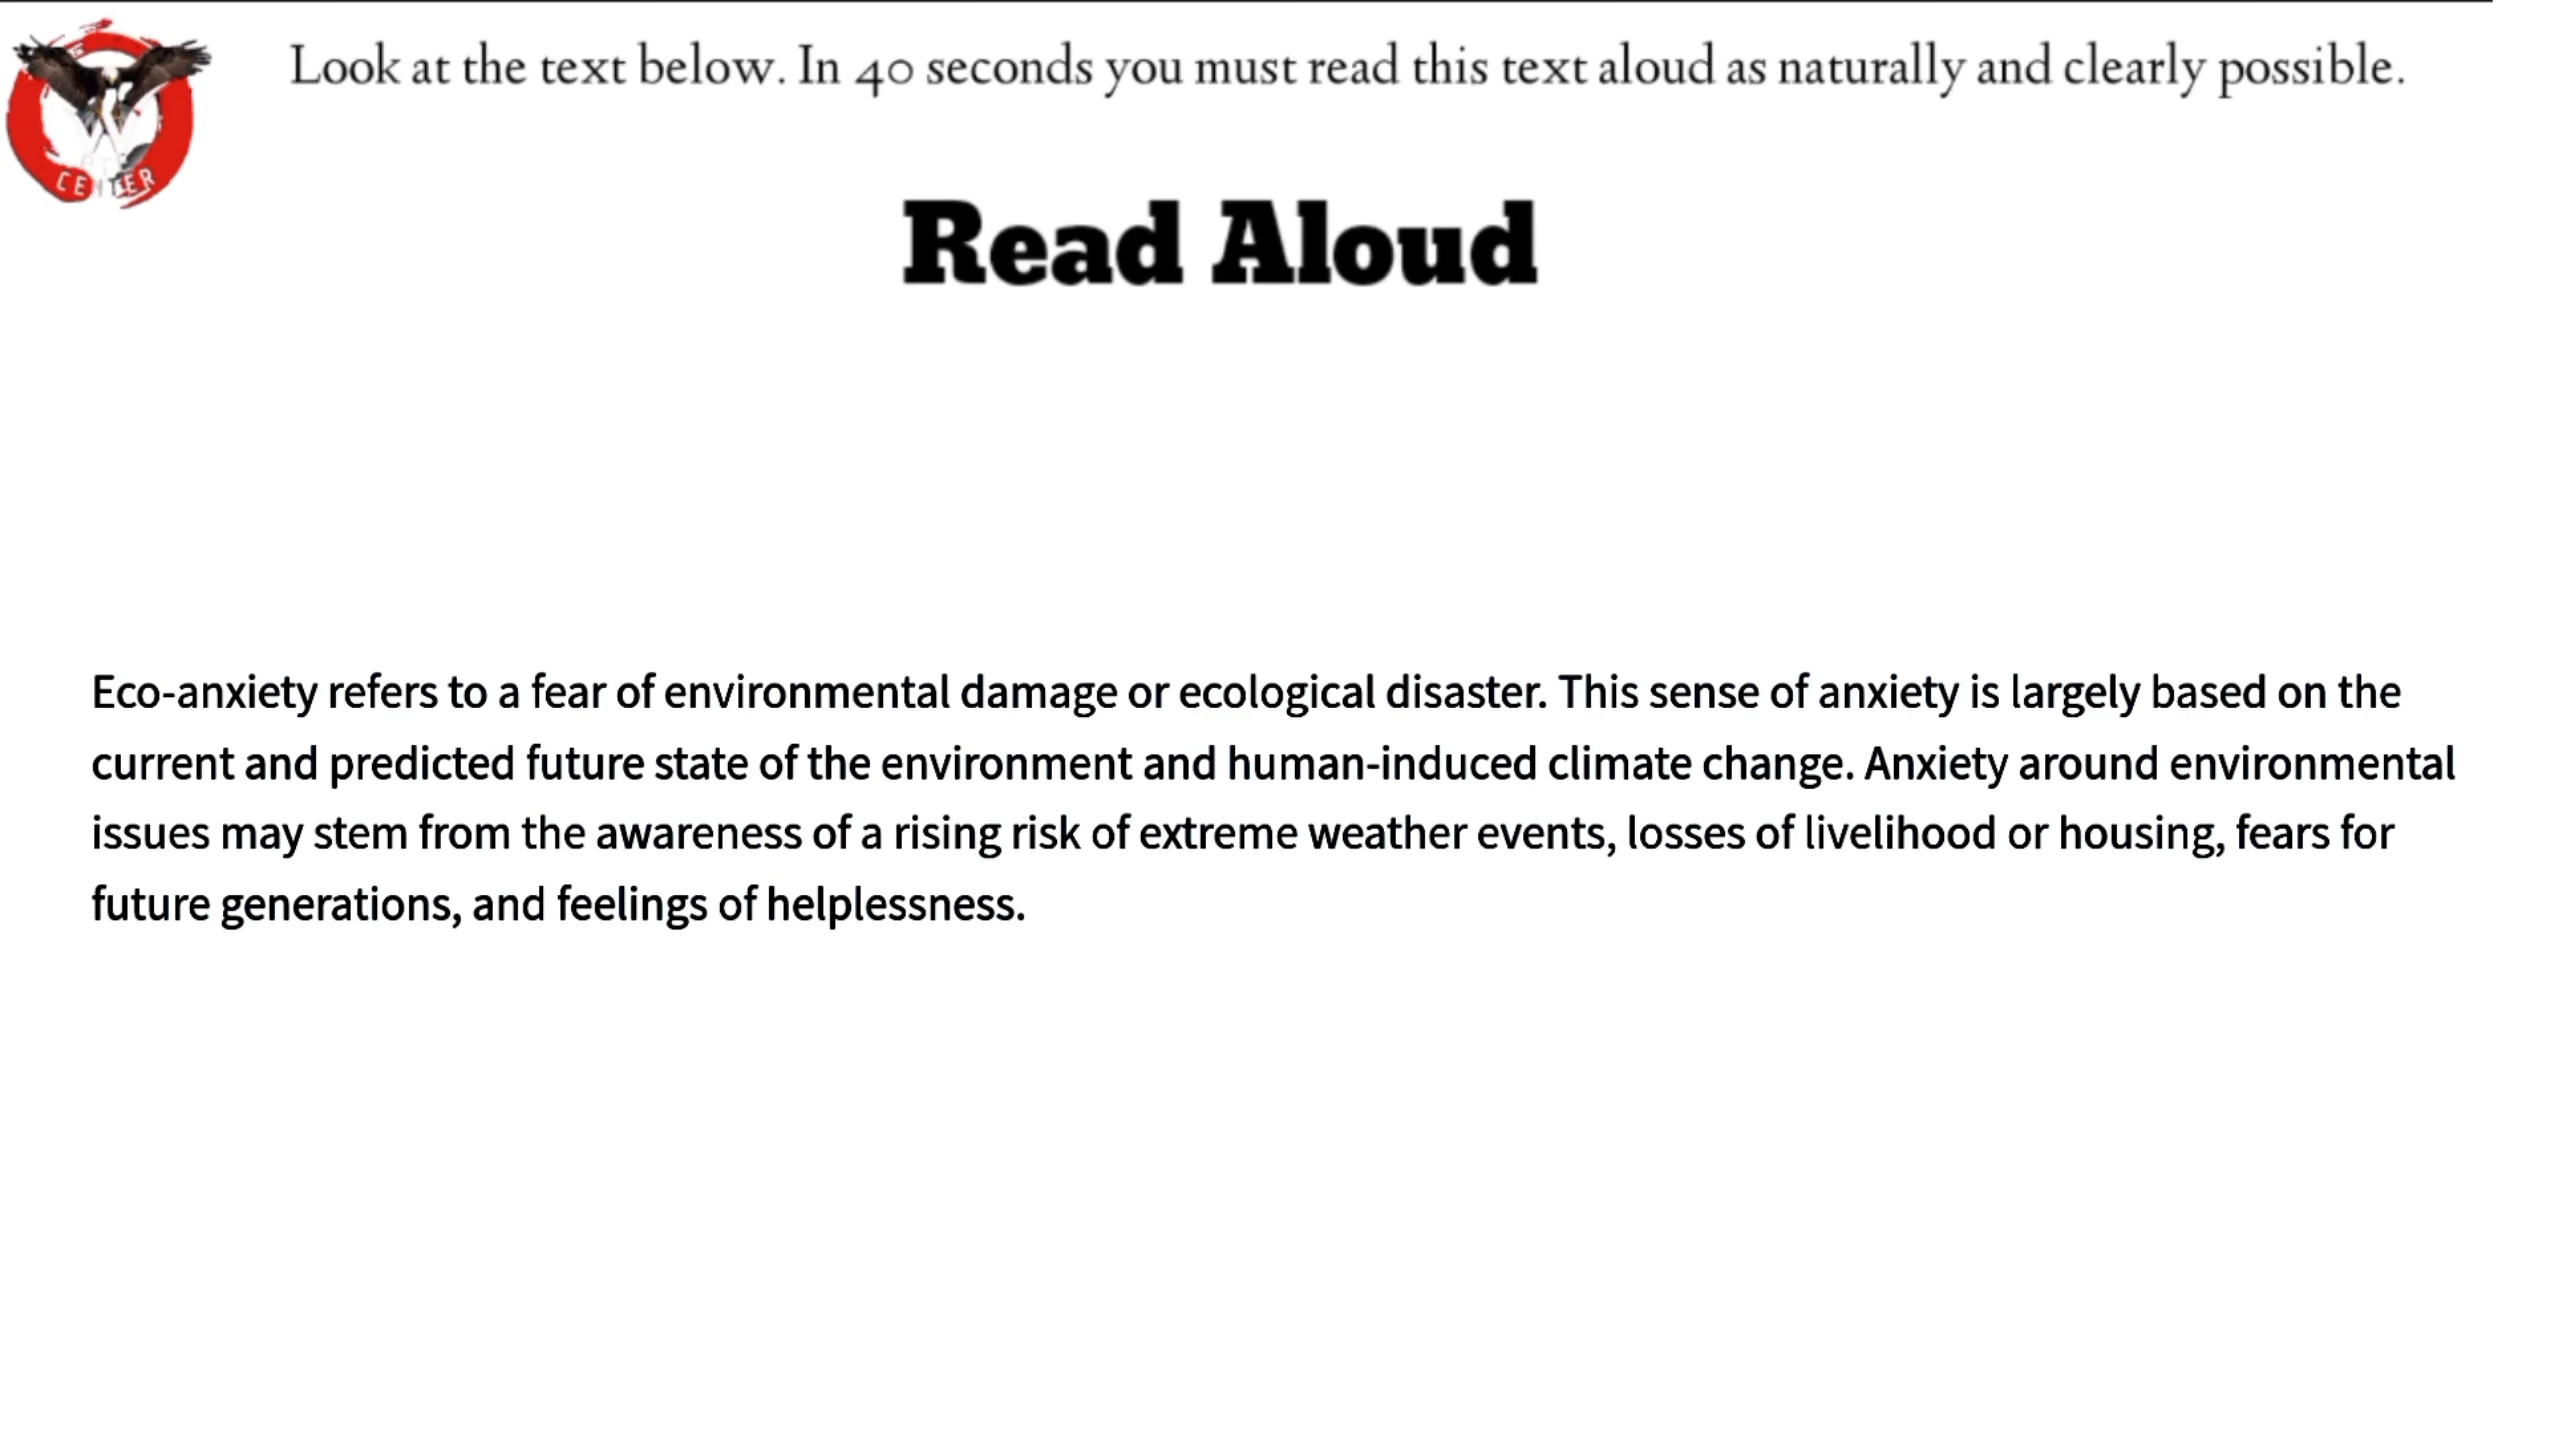 Look at the text below. In 40 seconds you must read this text aloud as naturally and clearly possible.
CENTER
Read Aloud
Eco-anxiety refers to a fear of environmental damage or ecological disaster. This sense of anxiety is largely based on the
current and predicted future state of the environment and human-induced climate change. Anxiety around environmental
issues may stem from the awareness of a rising risk of extreme weather events, losses of livelihood or housing, fears for
future generations, and feelings of helplessness.